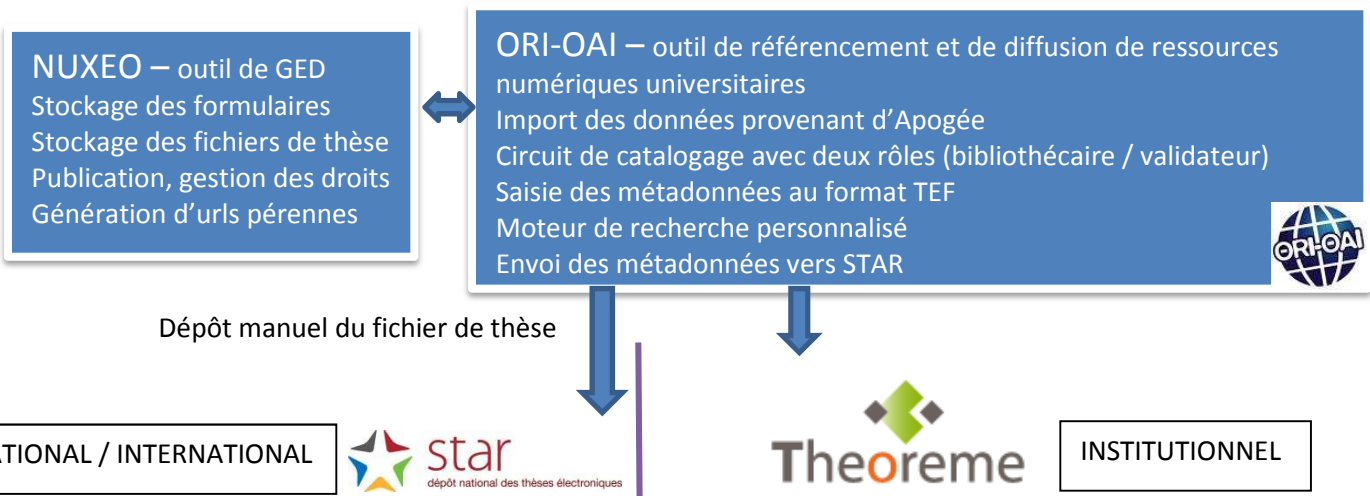 NUXEO – outil de GED
Stockage des formulaires
Stockage des fichiers de thèse
Publication, gestion des droits
Génération d’urls pérennes
ORI-OAI – outil de référencement et de diffusion de ressources
numériques universitaires
Import des données provenant d’Apogée
Circuit de catalogage avec deux rôles (bibliothécaire / validateur)
Saisie des métadonnées au format TEF
Moteur de recherche personnalisé
Envoi des métadonnées vers STAR
ORI-OAI
Dépôt manuel du fichier de thèse
ATIONAL / INTERNATIONAL
star
dépôt national des thèses électroniques
Theoreme
INSTITUTIONNEL